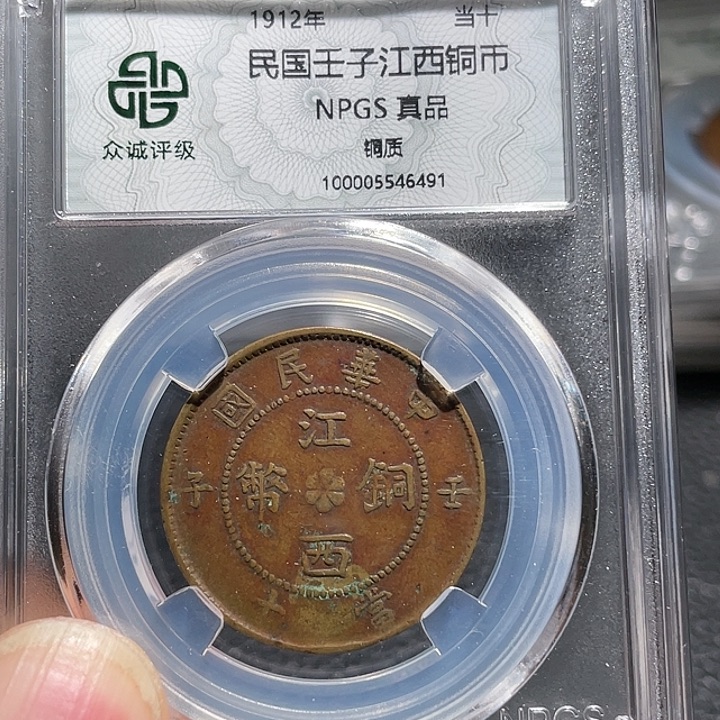 1912年 当十
民国壬子江西铜币
NPGS 真品
铜质
100005546491
众诚评级
中華民國
壬 子
江西
銅幣
當十
NPGS